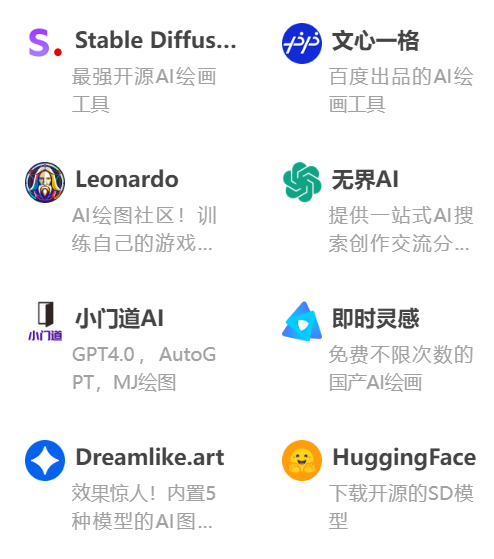 S.
Stable Diffus...
最强开源AI绘画
工具
文心一格
百度出品的AI绘
画工具
Leonardo
AI绘图社区！训
练自己的游戏...
无界AI
提供一站式AI搜
索创作交流分...
小门道
小门道AI
GPT4.0，AutoG
PT，MJ绘图
即时灵感
免费不限次数的
国产AI绘画
Dreamlike.art
效果惊人！内置5
种模型的AI图...
HuggingFace
下载开源的SD模
型